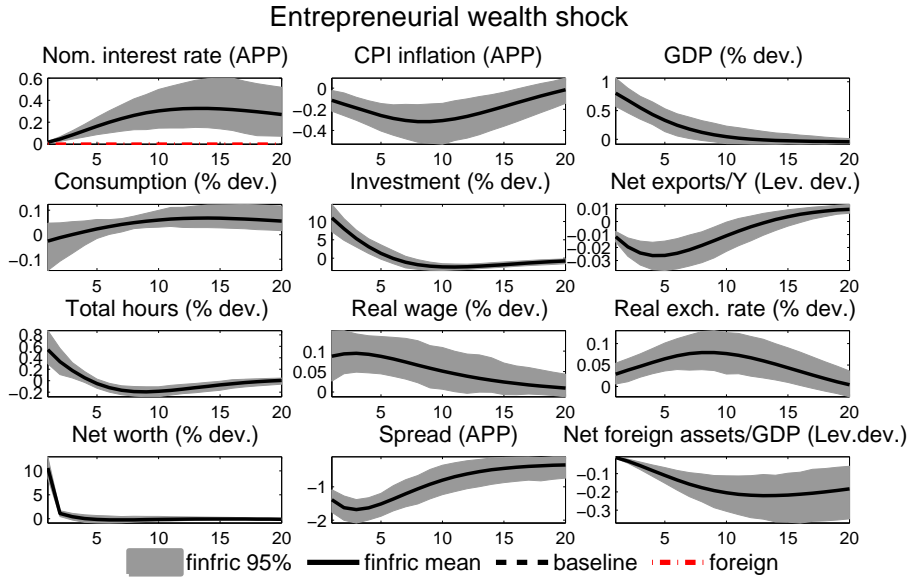 Entrepreneurial wealth shock
Nom. interest rate (APP) CPI inflation (APP) GDP (% dev.)
0.6
0.4
0.2
0
5 10 15 20
−0.2
−0.4
5 10 15 20
1
0.5
0
5 10 15 20
Consumption (% dev.) Investment (% dev.) Net exports/Y (Lev. dev.)
0.1
0
−0.1
5 10 15 20
10
5
0
5 10 15 20
0.01
−0.01
−0.03
5 10 15 20
Total hours (% dev.) Real wage (% dev.) Real exch. rate (% dev.)
0.8
0.6
0.4
0.2
0
−0.2
5 10 15 20
0.1
0.05
5 10 15 20
0.1
0.05
0
5 10 15 20
Net worth (% dev.) Spread (APP) Net foreign assets/GDP (Lev.dev.)
10
5
0
5 10 15 20
−1
−2
5 10 15 20
−0.1
−0.2
−0.3
5 10 15 20
finfric 95% finfric mean baseline foreign